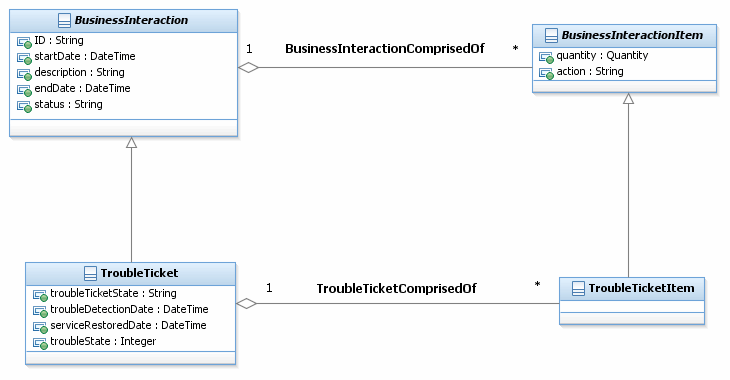 BusinessInteraction
ID : String
startDate : DateTime
description : String
endDate : DateTime
status : String
1
BusinessInteractionComprisedOf
*
BusinessInteractionItem
quantity : Quantity
action : String
TroubleTicket
troubleTicketState : String
troubleDetectionDate : DateTime
serviceRestoredDate : DateTime
troubleState : Integer
1
TroubleTicketComprisedOf
*
TroubleTicketItem